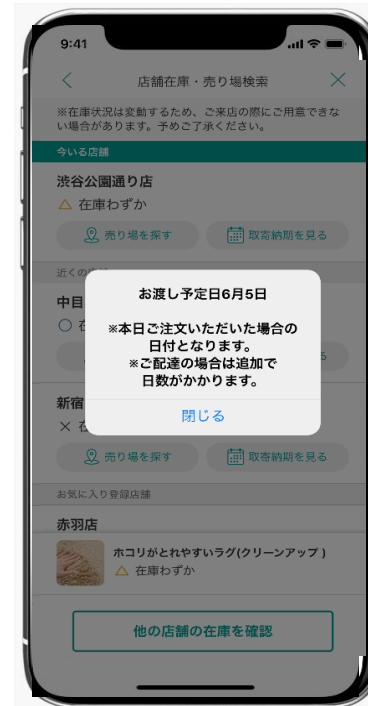 9:41
店舗在庫・売り場検索
※在庫状況は変動するため、ご来店の際にご用意できな
い場合があります。予めご了承ください。
今いる店舗
渋谷公園通り店
△ 在庫わずか
売り場を探す 取寄納期を見る
近くの
お渡し予定日6月5日
中目
※本日ご注文いただいた場合の
日付となります。
※ご配達の場合は追加で
日数がかかります。
新宿
閉じる
売り場を探す 取寄納期を見る
お気に入り登録店舗
赤羽店
ホコリがとれやすいラグ(クリーンアップ)
△ 在庫わずか
他の店舗の在庫を確認